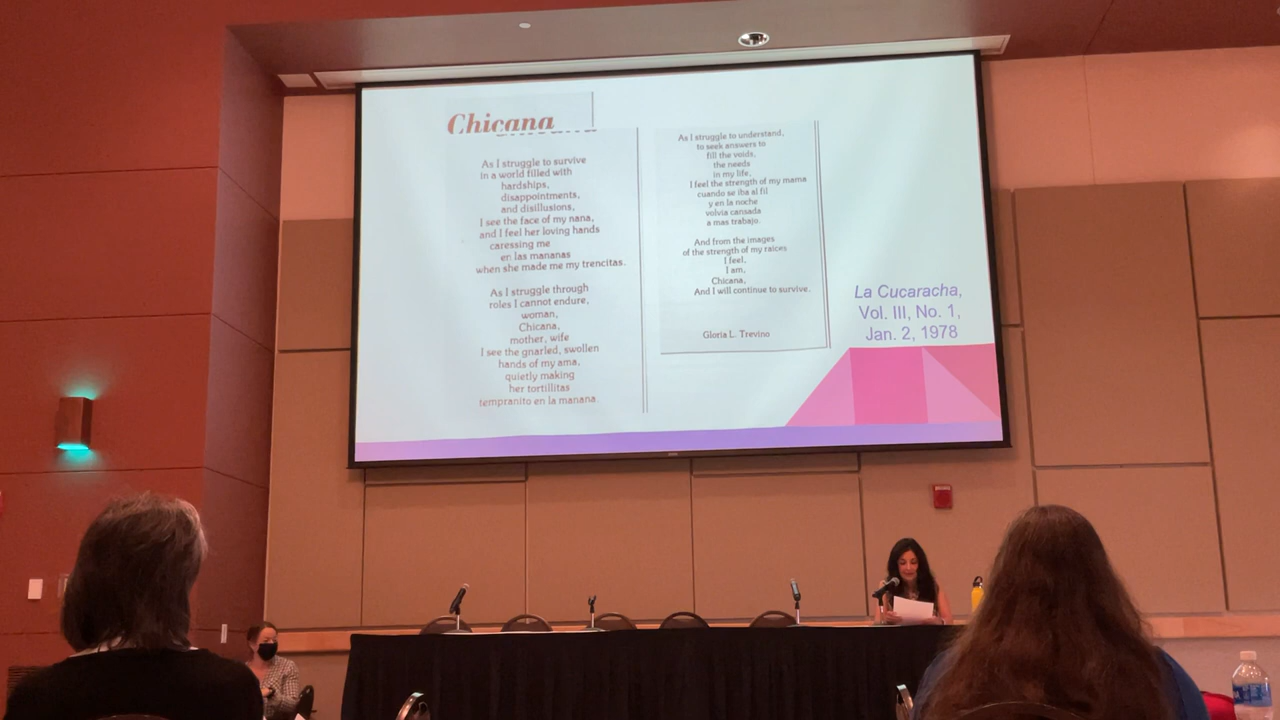 Chicana
As I struggle to survive
in a world filled with
hardships,
disappointments,
and disillusions,
I see the face of my nana,
and I feel her loving hands
caressing me
en las mananas
when she made me my trencitas.
As I struggle through
roles I cannot endure,
woman,
Chicana,
mother, wife
I see the gnarled, swollen
hands of my ama,
quietly making
her tortillitas
tempranito en la manana.
As I struggle to understand,
to seek answers to
fill the voids,
the needs
in my life,
I feel the strength of my mama
cuando se iba al fil
y en la noche
volvia cansada
a mas trabajo.
And from the images
of the strength of my raices
I feel.
I am,
Chicana,
And I will continue to survive.
Gloria L. Trevino
La Cucaracha,
Vol. III, No. 1,
Jan. 2, 1978